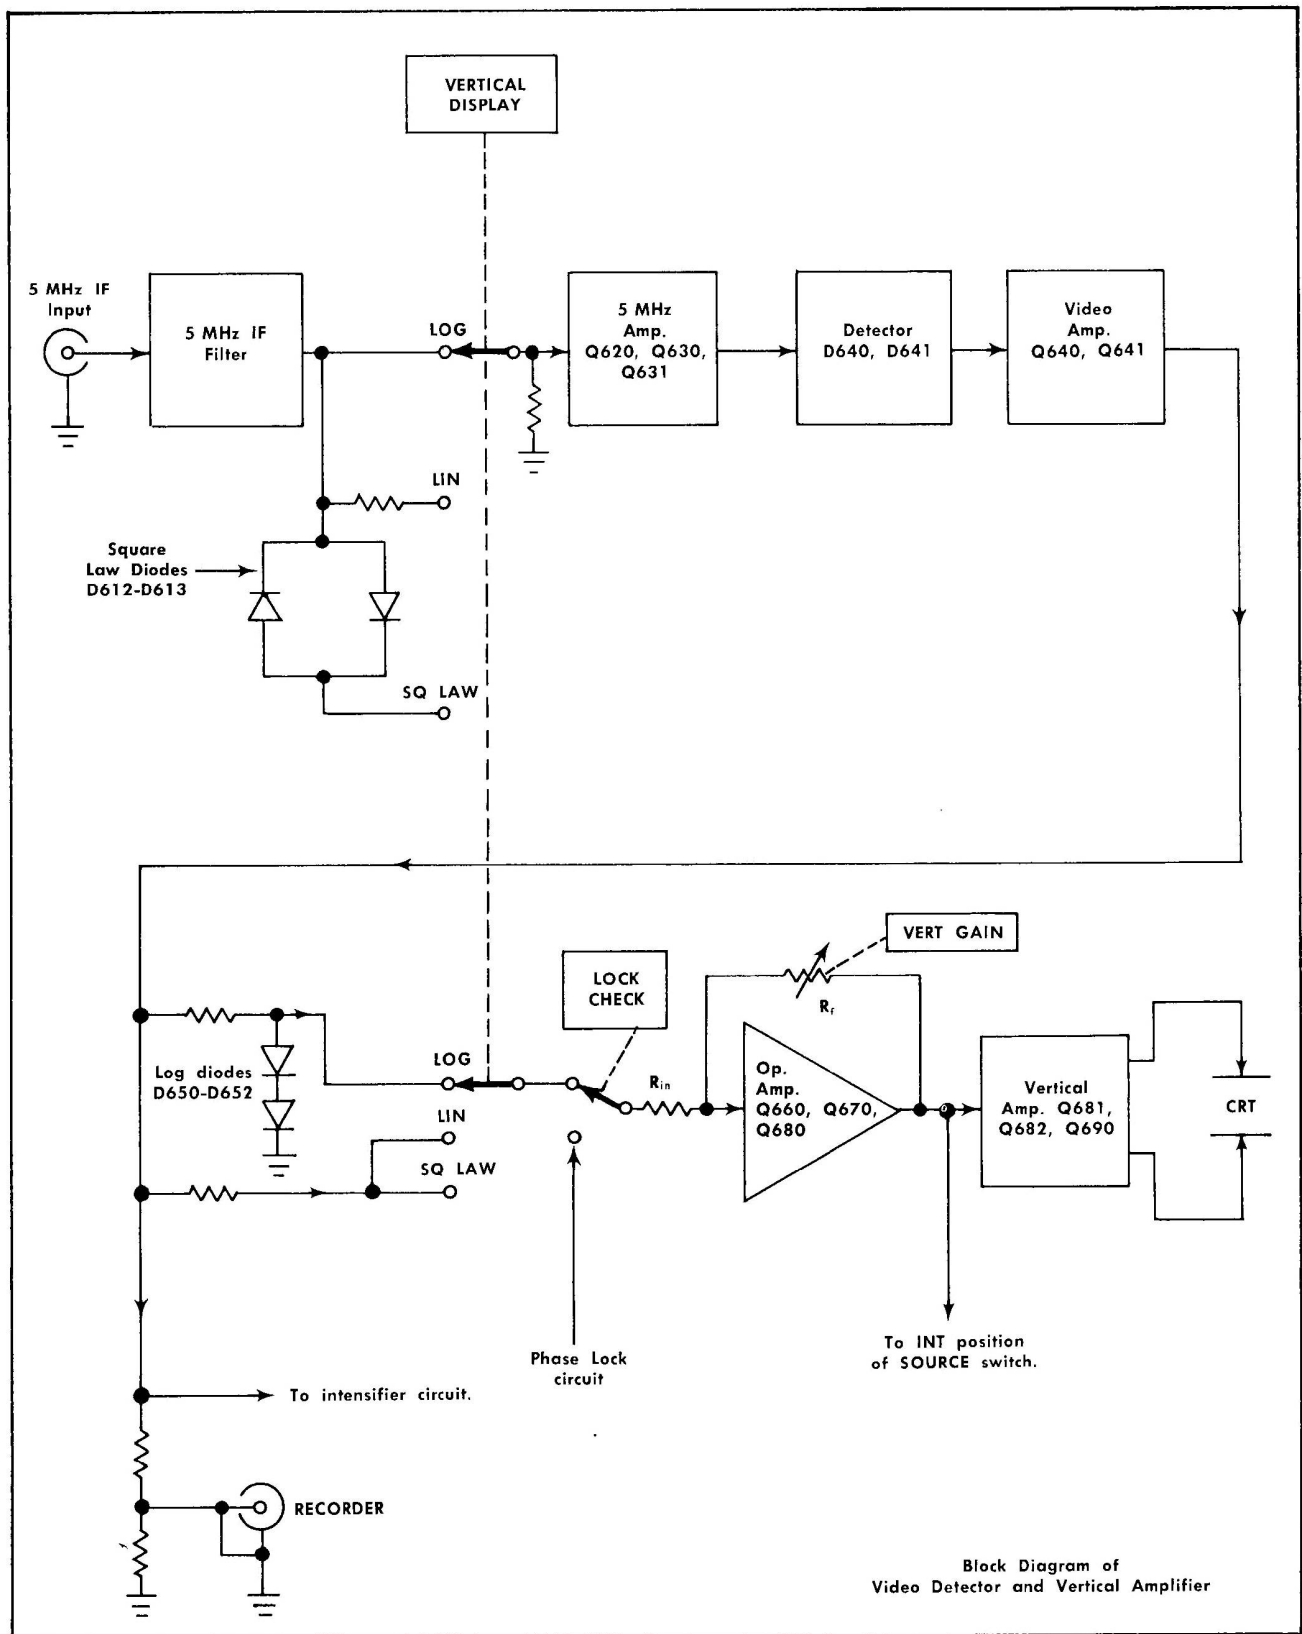 VERTICAL
DISPLAY
5 MHz IF
Input
5 MHz IF
Filter
LOG
5 MHz
Amp.
Q620, Q630,
Q631
Detector
D640, D641
Video
Amp.
Q640, Q641
LIN
Square
Law Diodes
D612-D613
SQ LAW
VERT GAIN
LOCK
CHECK
Rf
Log diodes
D650-D652
LOG
LIN
SQ LAW
Rin
Op.
Amp.
Q660, Q670,
Q680
Vertical
Amp. Q681,
Q682, Q690
CRT
Phase Lock
circuit
To INT position
of SOURCE switch.
To intensifier circuit.
RECORDER
Block Diagram of
Video Detector and Vertical Amplifier